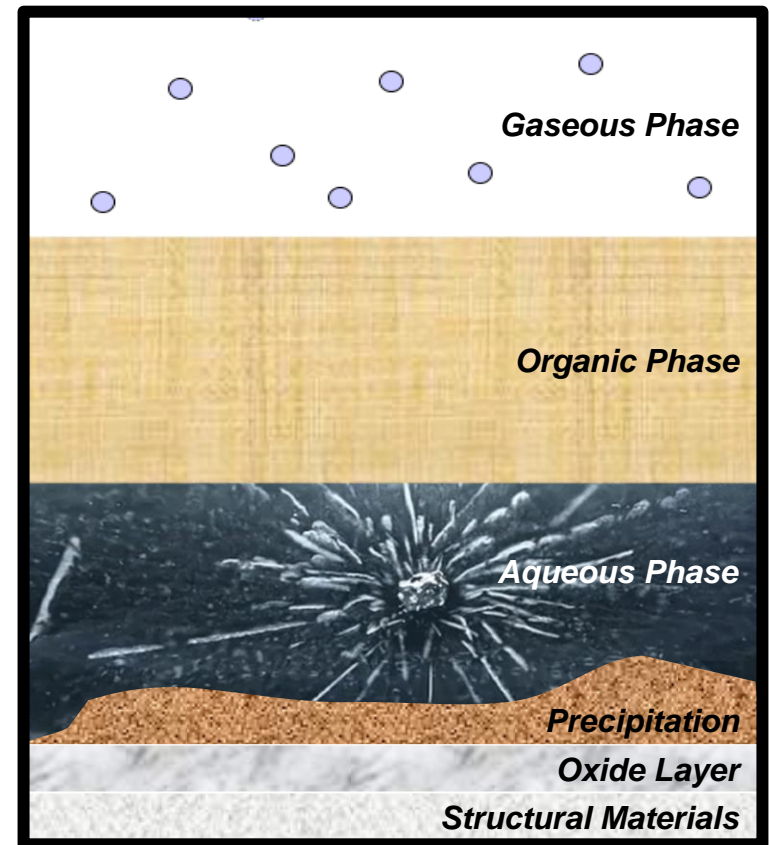 Gaseous Phase
Organic Phase
Aqueous Phase
Precipitation
Oxide Layer
Structural Materials